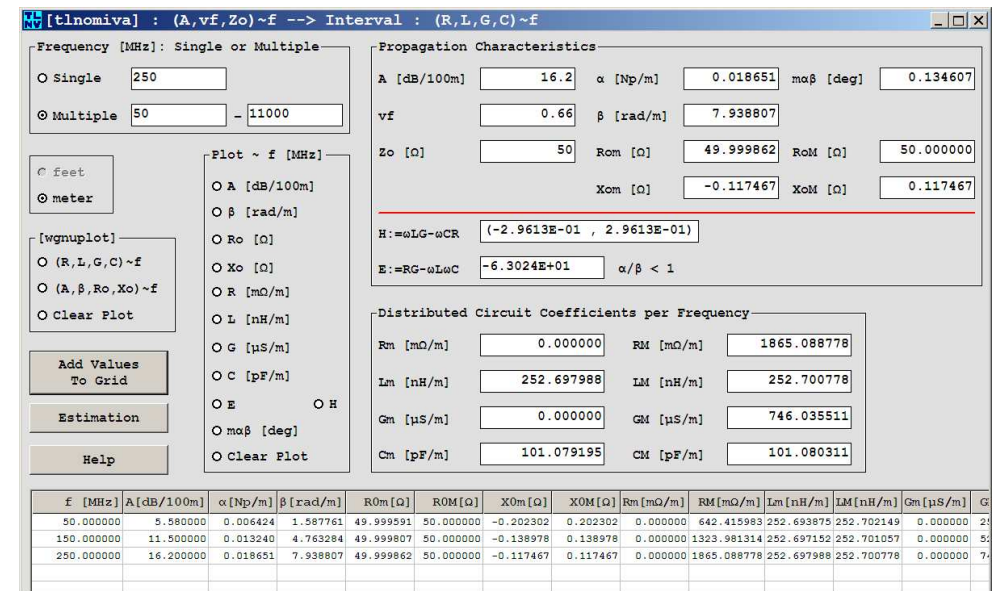 [tlnomiva] : (A,vf,Zo)~f --> Interval : (R,L,G,C)~f
Frequency [MHz]: Single or Multiple
Single 250
Multiple 50 - 11000
feet
meter
[wgnuplot]
(R,L,G,C)~f
(A,β,Ro,Xo)~f
Clear Plot
Add Values
To Grid
Estimation
Help
Plot ~ f [MHz]
A [dB/100m]
β [rad/m]
Ro [Ω]
Xo [Ω]
R [mΩ/m]
L [nH/m]
G [μS/m]
C [pF/m]
E H
mαβ [deg]
Clear Plot
Propagation Characteristics
A [dB/100m] 16.2 α [Np/m] 0.018651 mαβ [deg] 0.134607
vf 0.66 β [rad/m] 7.938807
Zo [Ω] 50 Rom [Ω] 49.999862 RoM [Ω] 50.000000
Xom [Ω] -0.117467 XoM [Ω] 0.117467
H:=ωLG-ωCR (-2.9613E-01 , 2.9613E-01)
E:=RG-ωLωC -6.3024E+01 α/β < 1
Distributed Circuit Coefficients per Frequency
Rm [mΩ/m] 0.000000 RM [mΩ/m] 1865.088778
Lm [nH/m] 252.697988 LM [nH/m] 252.700778
Gm [μS/m] 0.000000 GM [μS/m] 746.035511
Cm [pF/m] 101.079195 CM [pF/m] 101.080311
f [MHz] A[dB/100m] α[Np/m] β[rad/m] R0m[Ω] R0M[Ω] X0m[Ω] X0M[Ω] Rm[mΩ/m] RM[mΩ/m] Lm[nH/m] LM[nH/m] Gm[μS/m]
50.000000 5.580000 0.006424 1.587761 49.999591 50.000000 -0.202302 0.202302 0.000000 642.415983 252.693875 252.702149 0.000000
150.000000 11.500000 0.013240 4.763284 49.999807 50.000000 -0.138978 0.138978 0.000000 1323.981314 252.697152 252.701057 0.000000
250.000000 16.200000 0.018651 7.938807 49.999862 50.000000 -0.117467 0.117467 0.000000 1865.088778 252.697988 252.700778 0.000000